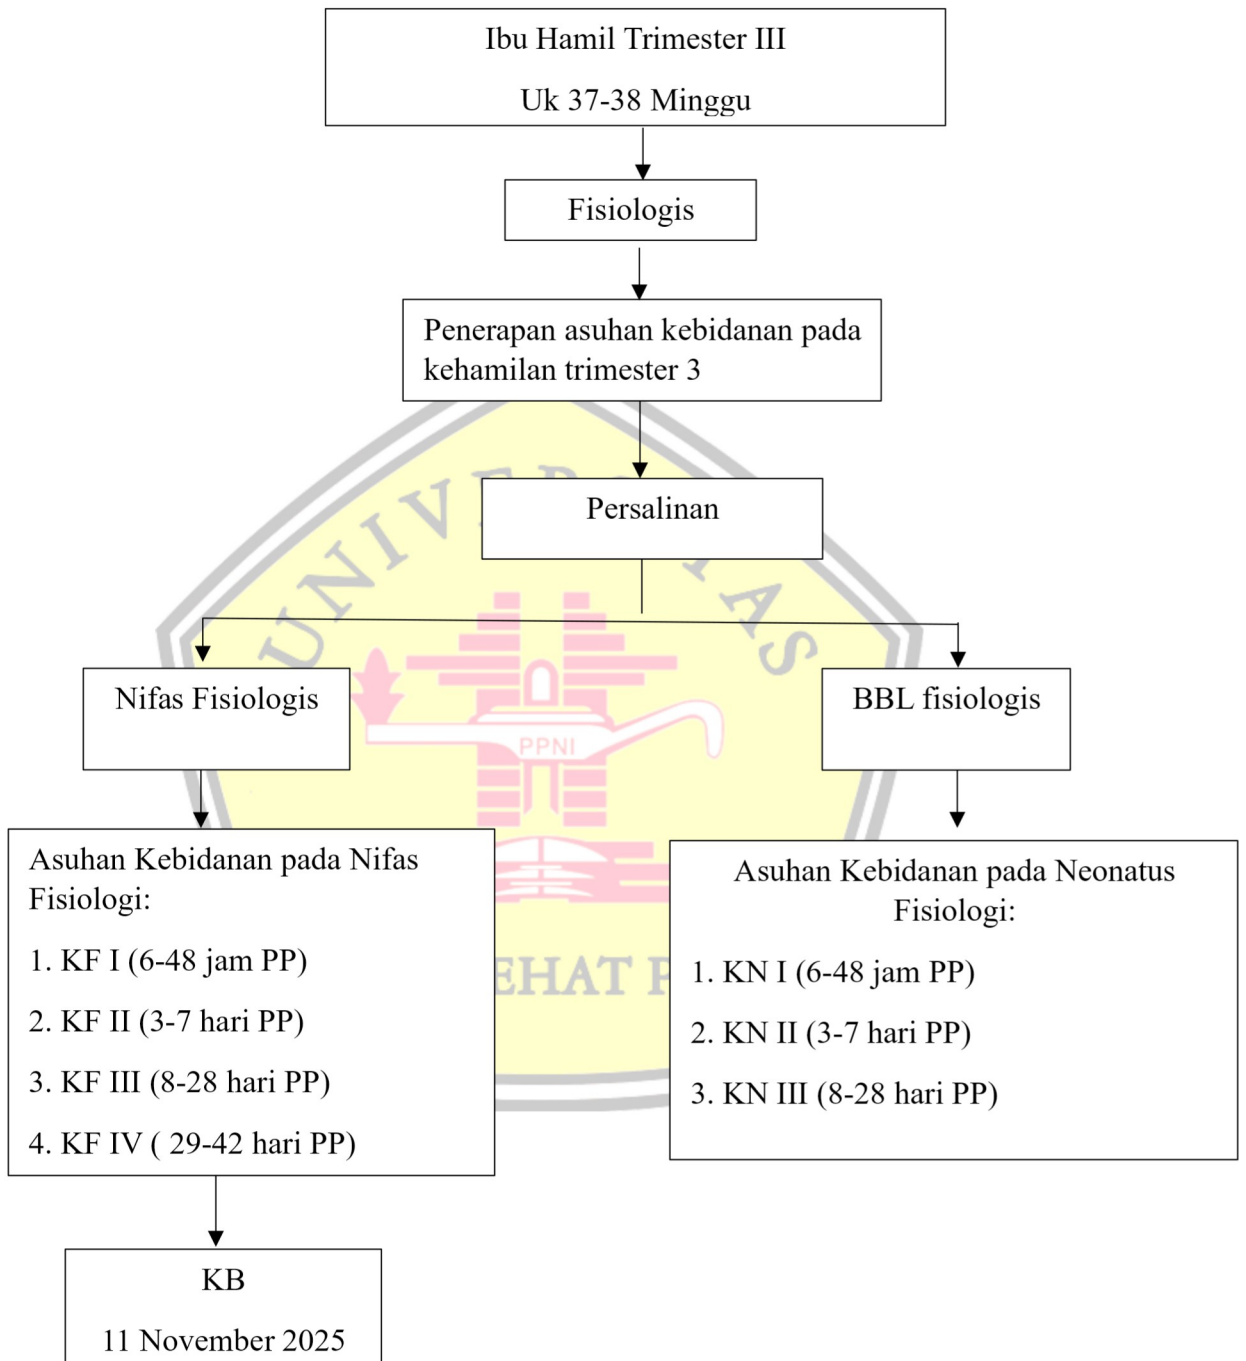 Ibu Hamil Trimester III
Uk 37-38 Minggu
Fisiologis
Penerapan asuhan kebidanan pada
kehamilan trimester 3
Persalinan
UNIVERSITAS
Nifas Fisiologis
BBL fisiologis
PPNI
Asuhan Kebidanan pada Nifas
Fisiologi:
1. KF I (6-48 jam PP)
2. KF II (3-7 hari PP)
3. KF III (8-28 hari PP)
4. KF IV ( 29-42 hari PP)
Asuhan Kebidanan pada Neonatus
Fisiologi:
1. KN I (6-48 jam PP)
2. KN II (3-7 hari PP)
3. KN III (8-28 hari PP)
KB
11 November 2025